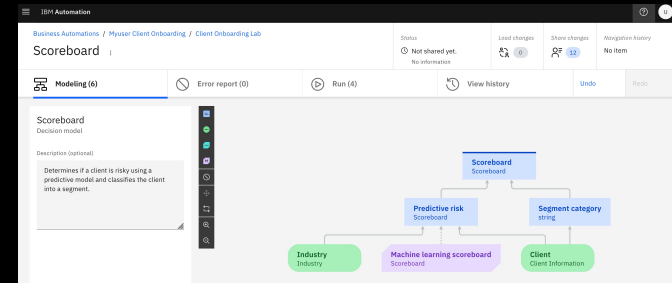 IBM Automation
U
Business Automations / Myuser Client Onboarding / Client Onboarding Lab
Scoreboard
Status
Not shared yet.
No information
Load changes
0
Share changes
12
Navigation history
No item
Modeling (6)
Error report (0)
Run (4)
View history
Undo
Redo
Scoreboard
Decision model
Description (optional)
Determines if a client is risky using a
predictive model and classifies the client
into a segment.
Scoreboard
Scoreboard
Predictive risk
Scoreboard
Segment category
string
Industry
Industry
Machine learning scoreboard
Scoreboard
Client
Client Information